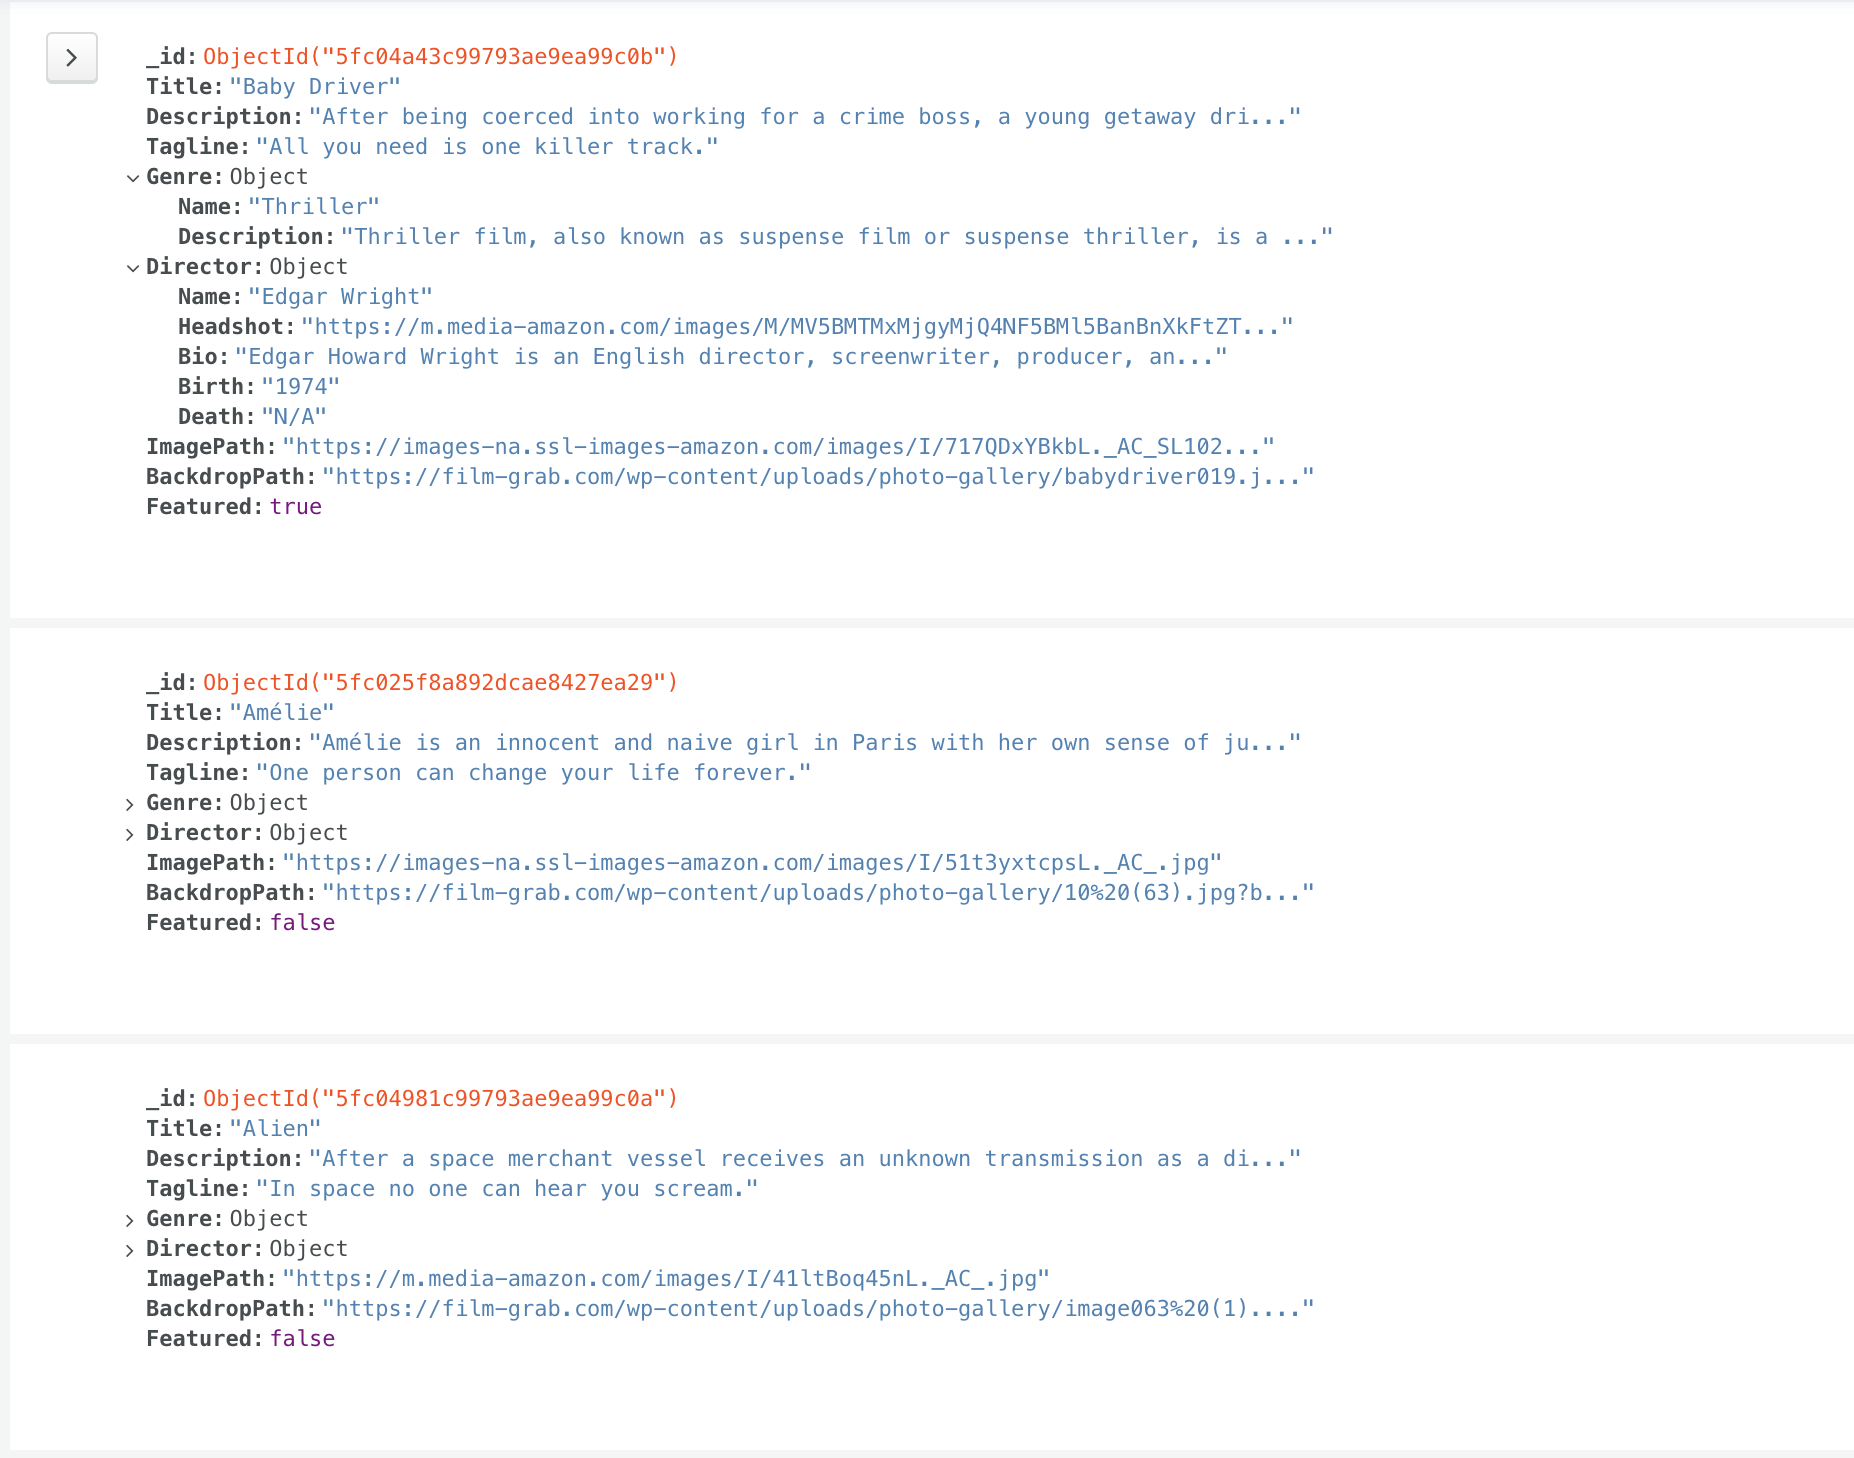 _id: ObjectId("5fc04a43c99793ae9ea99c0b")
Title: "Baby Driver"
Description: "After being coerced into working for a crime boss, a young getaway dri..."
Tagline: "All you need is one killer track."
Genre: Object
Name: "Thriller"
Description: "Thriller film, also known as suspense film or suspense thriller, is a ..."
Director: Object
Name: "Edgar Wright"
Headshot: "https://m.media-amazon.com/images/M/MV5BMTMxMjgyMjQ4NF5BMl5BanBnXkFtZT..."
Bio: "Edgar Howard Wright is an English director, screenwriter, producer, an..."
Birth: "1974"
Death: "N/A"
ImagePath: "https://images-na.ssl-images-amazon.com/images/I/717QDxYBkbL._AC_SL102..."
BackdropPath: "https://film-grab.com/wp-content/uploads/photo-gallery/babydriver019.j..."
Featured: true
_id: ObjectId("5fc025f8a892dcae8427ea29")
Title: "Amélie"
Description: "Amélie is an innocent and naive girl in Paris with her own sense of ju..."
Tagline: "One person can change your life forever."
Genre: Object
Director: Object
ImagePath: "https://images-na.ssl-images-amazon.com/images/I/51t3yxtcpsL._AC_.jpg"
BackdropPath: "https://film-grab.com/wp-content/uploads/photo-gallery/10%20(63).jpg?b..."
Featured: false
_id: ObjectId("5fc04981c99793ae9ea99c0a")
Title: "Alien"
Description: "After a space merchant vessel receives an unknown transmission as a di..."
Tagline: "In space no one can hear you scream."
Genre: Object
Director: Object
ImagePath: "https://m.media-amazon.com/images/I/41ltBoq45nL._AC_.jpg"
BackdropPath: "https://film-grab.com/wp-content/uploads/photo-gallery/image063%20(1)...."
Featured: false